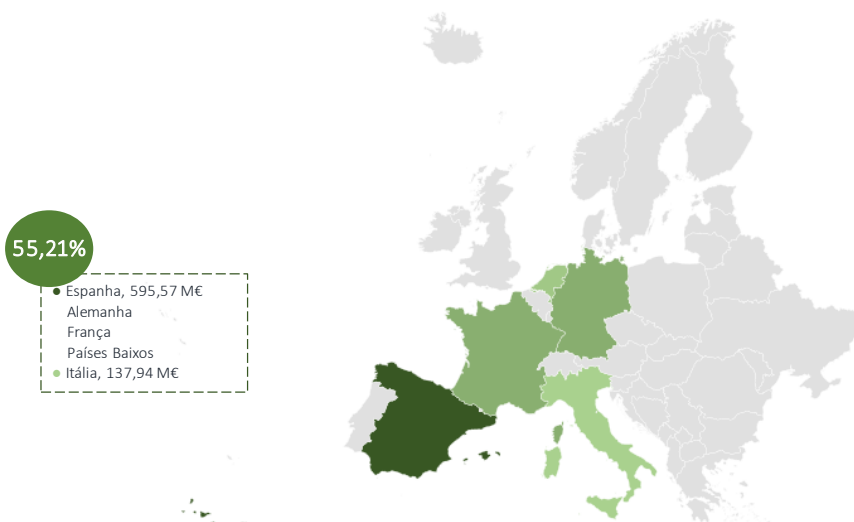 55,21%
Espanha, 595,57 M€
Alemanha
França
Países Baixos
Itália, 137,94 M€